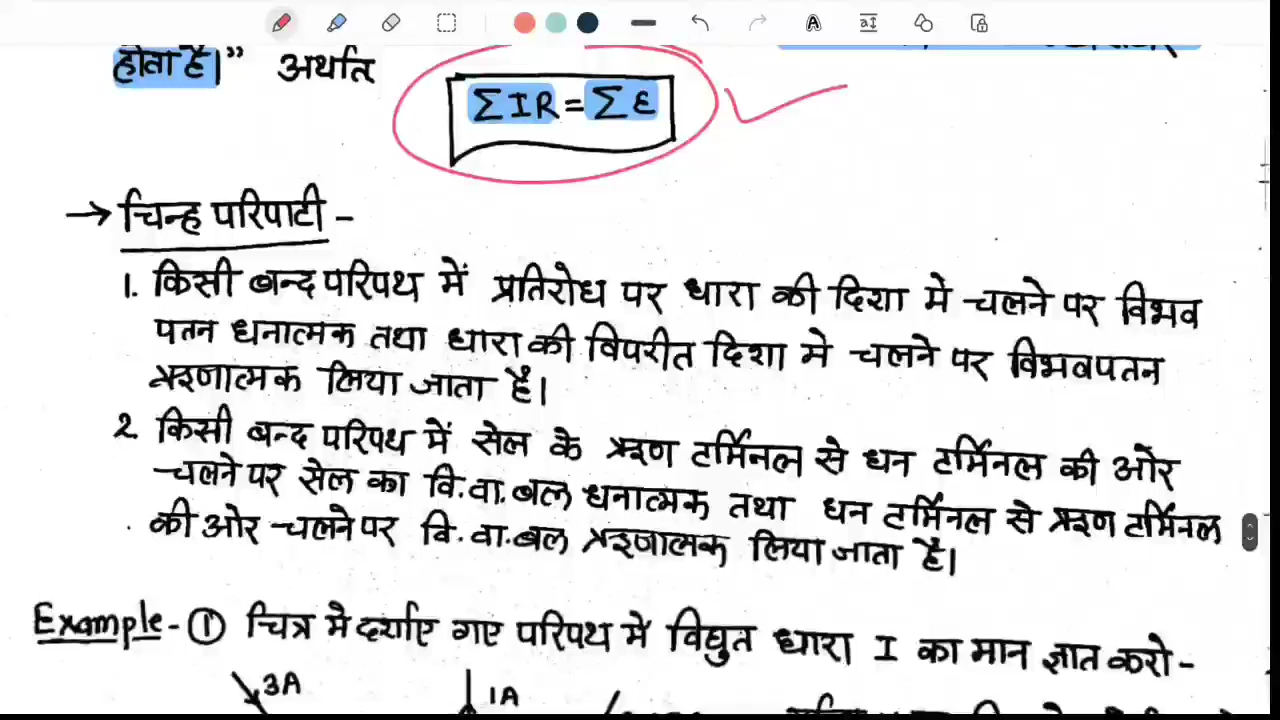 होता है।" अर्थात
ΣIR = Σε
→ चिन्ह परिपाटी -
1. किसी बन्द परिपथ में प्रतिरोध पर धारा की दिशा मे चलने पर विभव
पतन धनात्मक तथा धारा की विपरीत दिशा मे चलने पर विभवपतन
ऋणात्मक लिया जाता है।
2. किसी बन्द परिपथ में सेल के ऋण टर्मिनल से धन टर्मिनल की ओर
चलने पर सेल का वि.वा.बल धनात्मक तथा धन टर्मिनल से ऋण टर्मिनल
की ओर चलने पर वि.वा.बल ऋणात्मक लिया जाता है।
Example - ① चित्र मे दर्शाए गए परिपथ में विद्युत धारा I का मान ज्ञात करो -
3A 1A